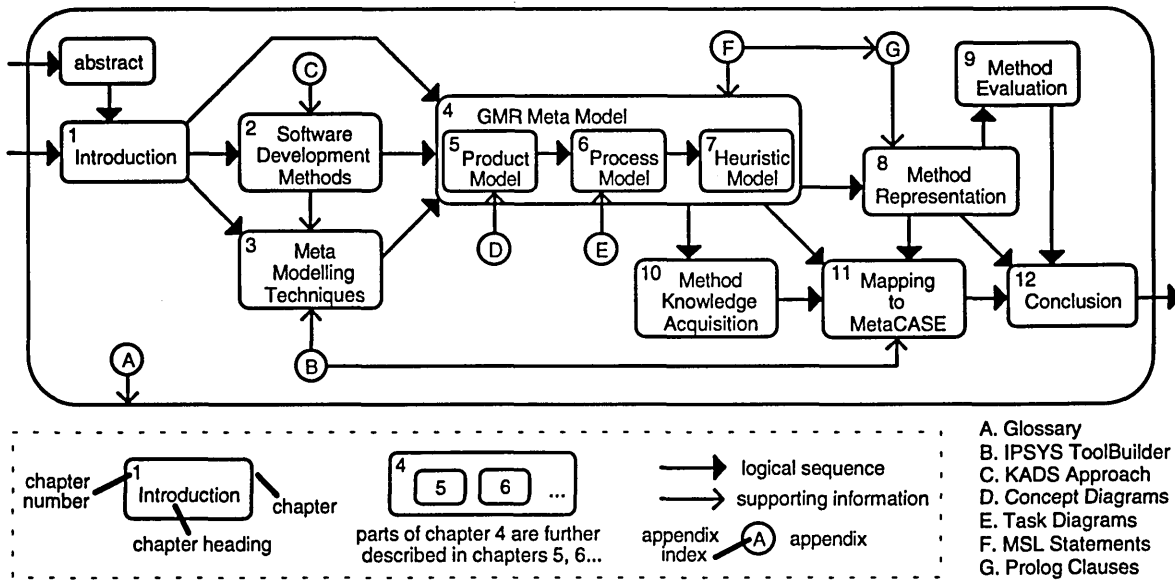 abstract
1
Introduction
C
2
Software
Development
Methods
3
Meta
Modelling
Techniques
A
B
F
G
4
GMR Meta Model
5
Product
Model
6
Process
Model
7
Heuristic
Model
D
E
8
Method
Representation
9
Method
Evaluation
10
Method
Knowledge
Acquisition
11
Mapping
to
MetaCASE
12
Conclusion
chapter
number
1
Introduction
chapter
chapter heading
4
5
6
...
parts of chapter 4 are further
described in chapters 5, 6...
logical sequence
supporting information
appendix
index
A
appendix
A. Glossary
B. IPSYS ToolBuilder
C. KADS Approach
D. Concept Diagrams
E. Task Diagrams
F. MSL Statements
G. Prolog Clauses